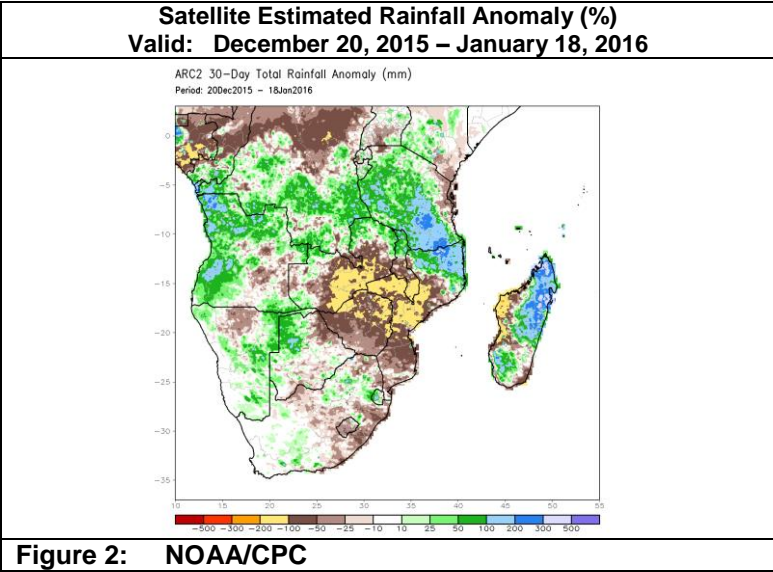 Satellite Estimated Rainfall Anomaly (%)
Valid: December 20, 2015 – January 18, 2016
ARC2 30-Day Total Rainfall Anomaly (mm)
Period: 20Dec2015 - 18Jan2016
0
-5
-10
-15
-20
-25
-30
-35
10 15 20 25 30 35 40 45 50 55
-500 -300 -200 -100 -50 -25 -10 10 25 50 100 200 300 500
Figure 2: NOAA/CPC